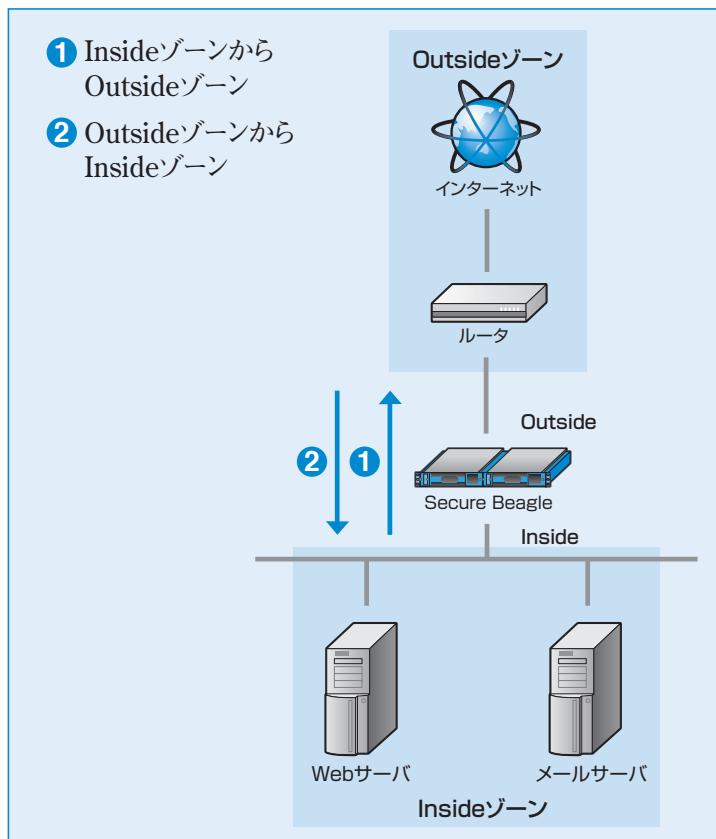 ❶ Insideゾーンから
Outsideゾーン
❷ Outsideゾーンから
Insideゾーン
Outsideゾーン
インターネット
ルータ
Outside
❷ ❶
Secure Beagle
Inside
Webサーバ
メールサーバ
Insideゾーン